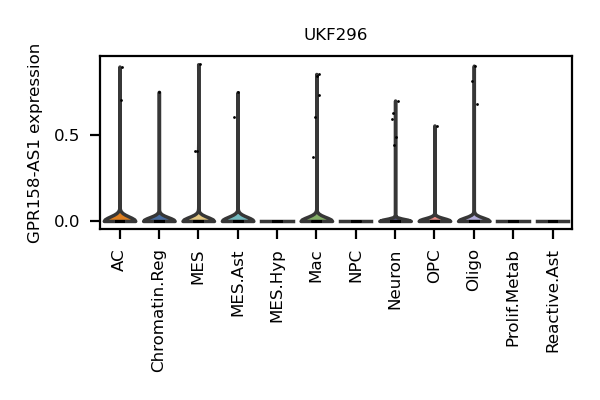 UKF296
GPR158-AS1 expression
0.5
0.0
AC
Chromatin.Reg
MES
MES.Ast
MES.Hyp
Mac
NPC
Neuron
OPC
Oligo
Prolif.Metab
Reactive.Ast